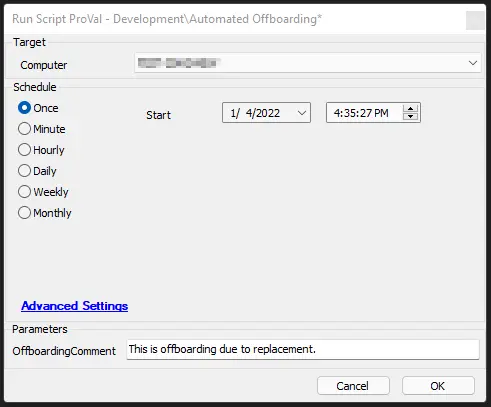 Run Script ProVal - Development\Automated Offboarding*
Target
Computer
Schedule
Once
Start
1/ 4/2022
4:35:27 PM
Minute
Hourly
Daily
Weekly
Monthly
Advanced Settings
Parameters
OffboardingComment
This is offboarding due to replacement.
Cancel
OK